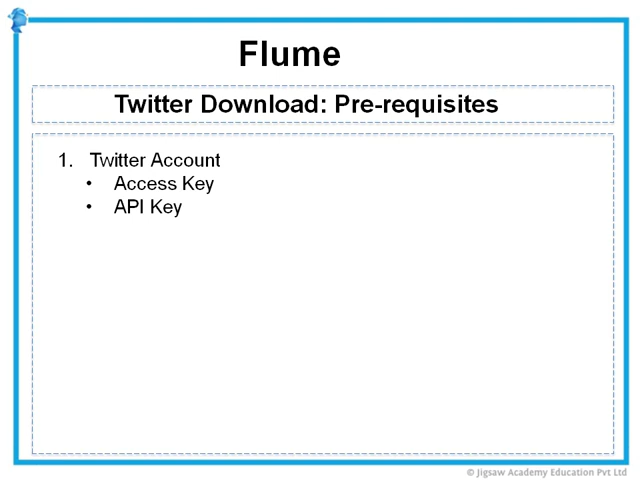 Flume
Twitter Download: Pre-requisites
1. Twitter Account
• Access Key
• API Key
© Jigsaw Academy Education Pvt Ltd